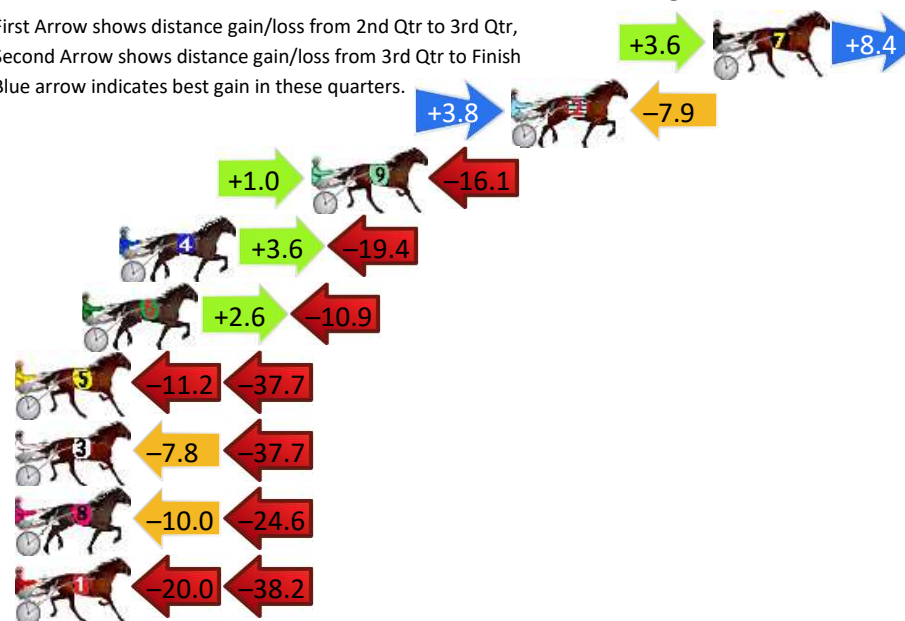 First Arrow shows distance gain/loss from 2nd Qtr to 3rd Qtr,
Second Arrow shows distance gain/loss from 3rd Qtr to Finish
Blue arrow indicates best gain in these quarters.
+3.6 7 +8.4
+3.8 2 –7.9
+1.0 9 –16.1
4 +3.6 –19.4
6 +2.6 –10.9
5 –11.2 –37.7
3 –7.8 –37.7
8 –10.0 –24.6
1 –20.0 –38.2